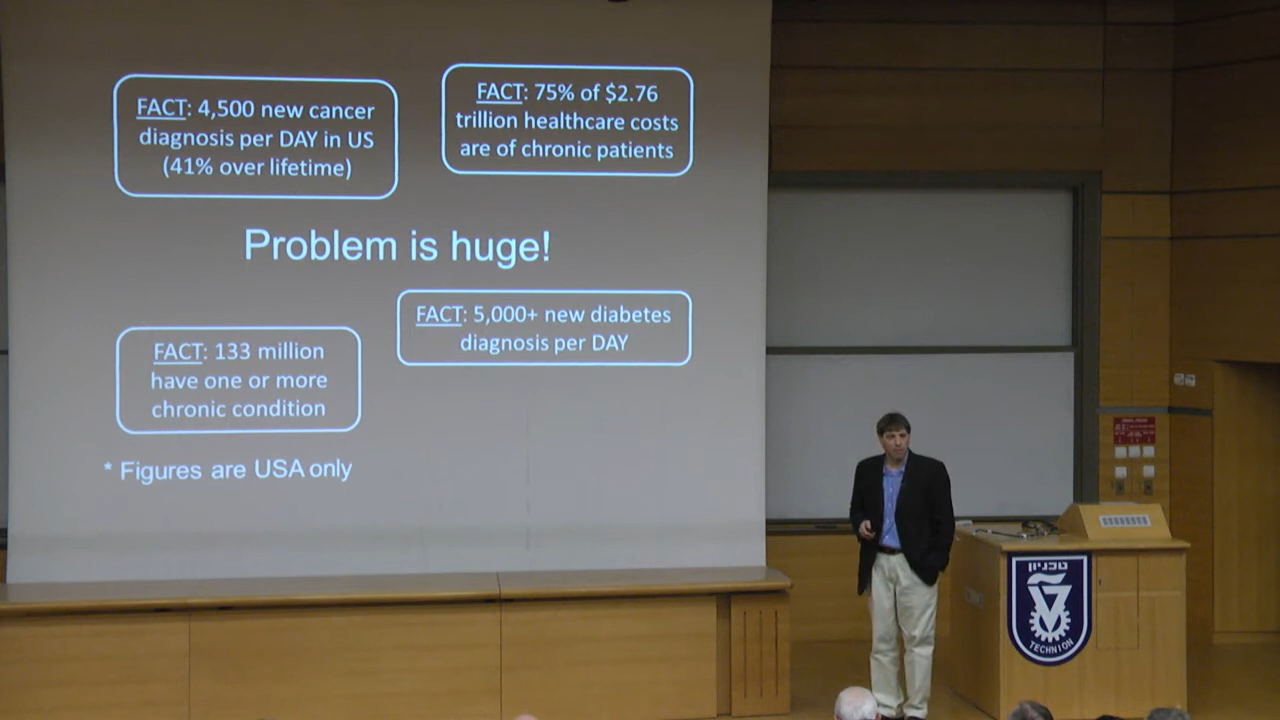 FACT: 4,500 new cancer
diagnosis per DAY in US
(41% over lifetime)
FACT: 75% of $2.76
trillion healthcare costs
are of chronic patients
Problem is huge!
FACT: 5,000+ new diabetes
diagnosis per DAY
FACT: 133 million
have one or more
chronic condition
* Figures are USA only
טכניון
TECHNION